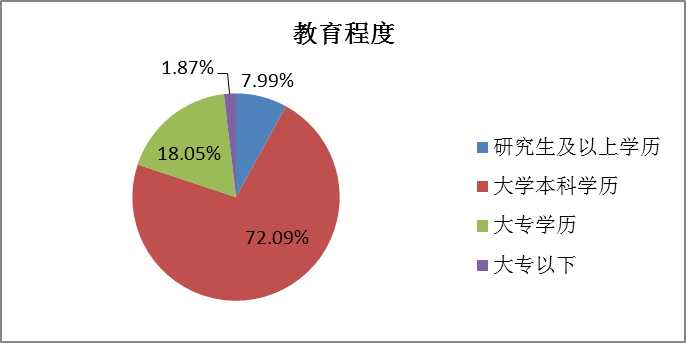 教育程度
1.87%
7.99%
18.05%
72.09%
研究生及以上学历
大学本科学历
大专学历
大专以下